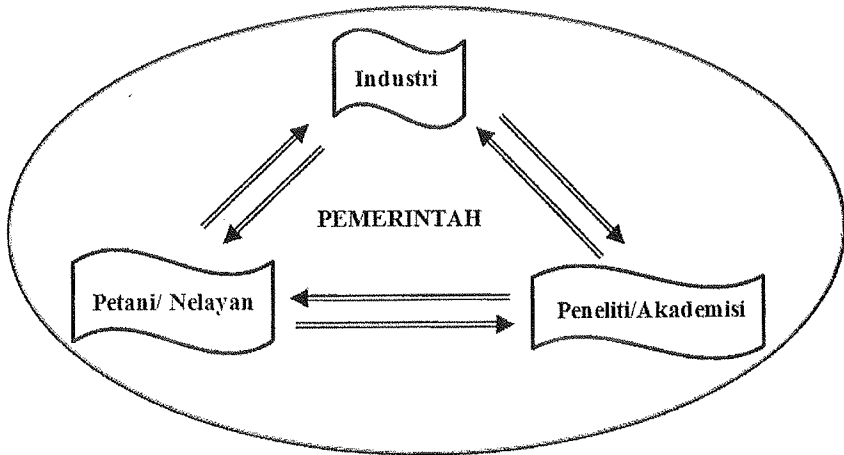 Industri
PEMERINTAH
Petani/ Nelayan
Peneliti/Akademisi